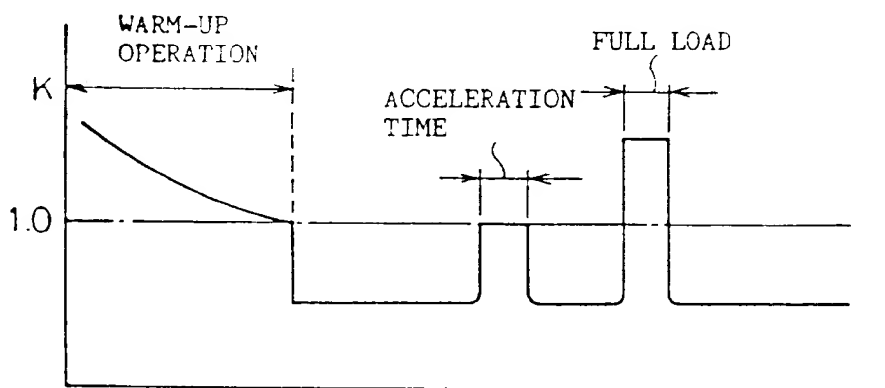 WARM-UP
OPERATION
FULL LOAD
K
ACCELERATION
TIME
1.0